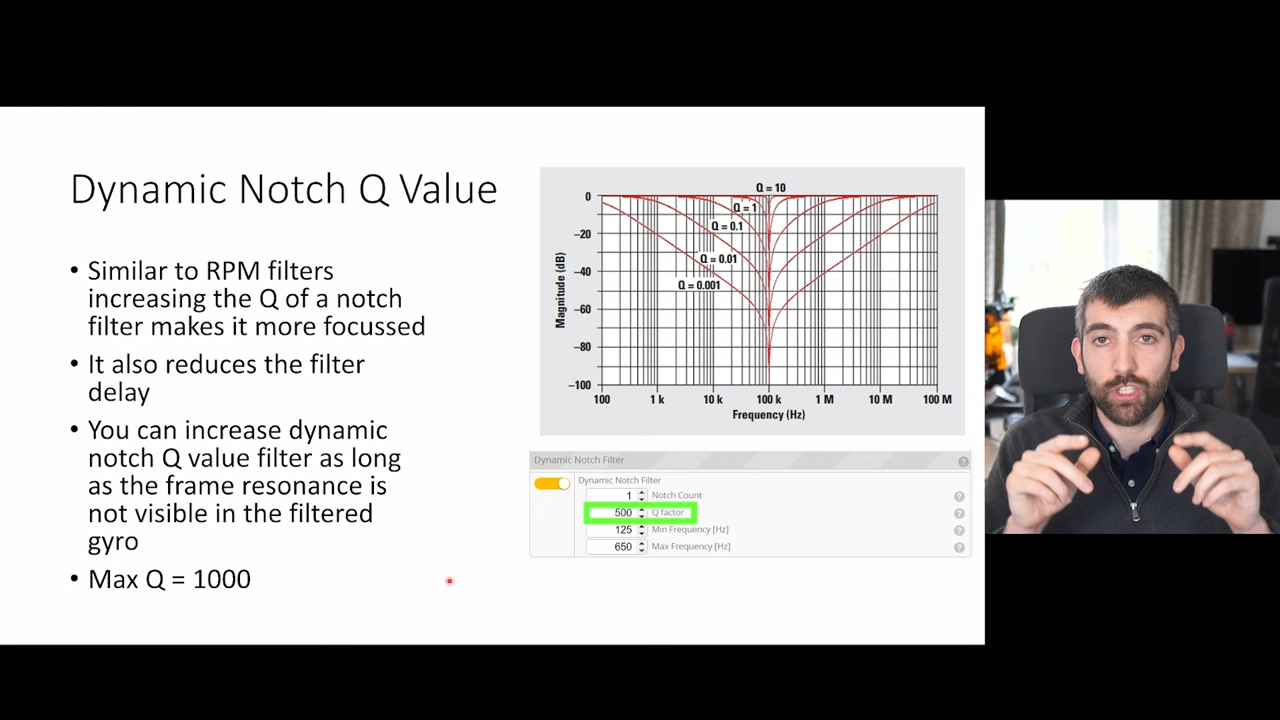 Dynamic Notch Q Value
• Similar to RPM filters
increasing the Q of a notch
filter makes it more focussed
• It also reduces the filter
delay
• You can increase dynamic
notch Q value filter as long
as the frame resonance is
not visible in the filtered
gyro
• Max Q = 1000
Q = 10
Q = 1
Q = 0.1
Q = 0.01
Q = 0.001
0
–20
–40
–60
–80
–100
Magnitude (dB)
100 1 k 10 k 100 k 1 M 10 M 100 M
Frequency (Hz)
Dynamic Notch Filter ?
Dynamic Notch Filter
1 Notch Count ?
500 Q factor ?
125 Min Frequency [Hz] ?
650 Max Frequency [Hz] ?